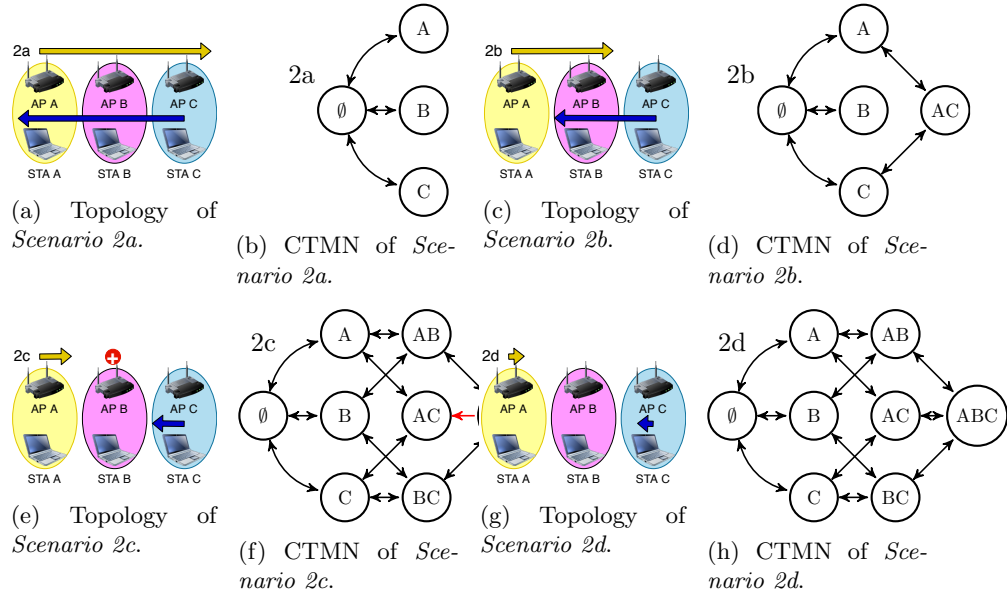 2a
AP A AP B AP C
STA A STA B STA C
(a) Topology of
Scenario 2a.
2a
A
∅ B
C
(b) CTMN of Sce-
nario 2a.
2b
AP A AP B AP C
STA A STA B STA C
(c) Topology of
Scenario 2b.
2b
A
∅ B AC
C
(d) CTMN of Sce-
nario 2b.
2c
AP A AP B AP C
STA A STA B STA C
(e) Topology of
Scenario 2c.
2c
A AB
∅ B AC
C BC
(f) CTMN of Sce-
nario 2c.
2d
AP A AP B AP C
STA A STA B STA C
(g) Topology of
Scenario 2d.
2d
A AB
∅ B AC ABC
C BC
(h) CTMN of Sce-
nario 2d.